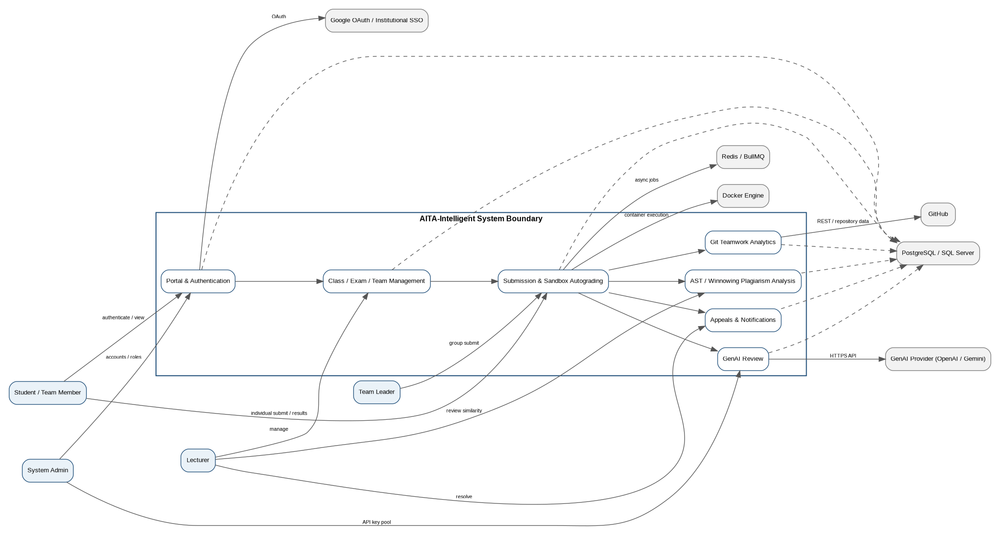 OAuth
Google OAuth / Institutional SSO
Redis / BullMQ
async jobs
Docker Engine
container execution
AITA-Intelligent System Boundary
REST / repository data
GitHub
Git Teamwork Analytics
PostgreSQL / SQL Server
Portal & Authentication
Class / Exam / Team Management
Submission & Sandbox Autograding
AST / Winnowing Plagiarism Analysis
authenticate / view
Appeals & Notifications
group submit
accounts / roles
GenAI Review
HTTPS API
GenAI Provider (OpenAI / Gemini)
Student / Team Member
Team Leader
individual submit / results
review similarity
manage
Lecturer
System Admin
resolve
API key pool